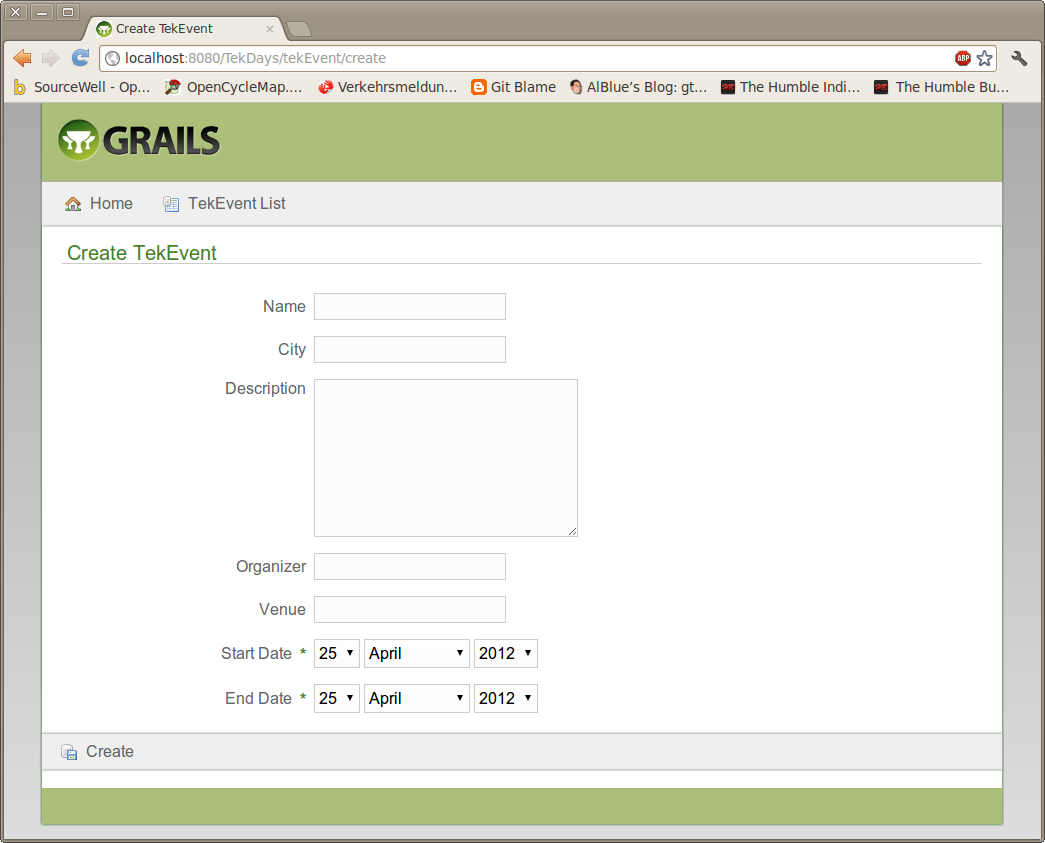 Create TekEvent
localhost:8080/TekDays/tekEvent/create
ABP
SourceWell - Op... OpenCycleMap.... Verkehrsmeldun... Git Blame AlBlue's Blog: gt... The Humble Indi... The Humble Bu...
GRAILS
Home TekEvent List
Create TekEvent
Name
City
Description
Organizer
Venue
Start Date * 25 April 2012
End Date * 25 April 2012
Create